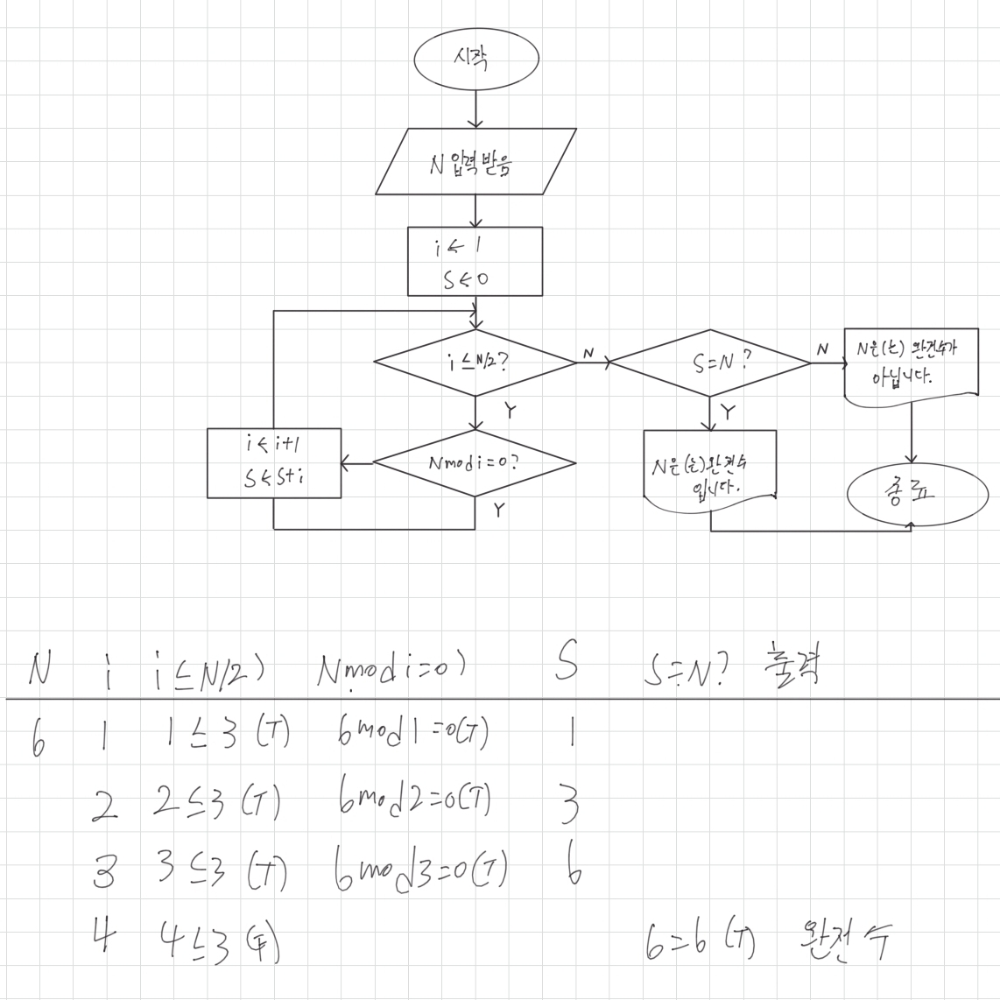 시작
N 입력 받음
i ← 1
S ← 0
i ≤ N/2?
N
S=N ?
N
N은(는) 완전수가
아닙니다.
Y
Y
i ← i+1
S ← S+i
N mod i = 0?
Y
N은(는)완전수
입니다.
종료
N i i ≤ N/2) N mod i = 0) S S=N? 출력
6 1 1 ≤ 3 (T) 6 mod 1 = 0(T) 1
2 2 ≤ 3 (T) 6 mod 2 = 0(T) 3
3 3 ≤ 3 (T) 6 mod 3 = 0(T) 6
4 4 ≤ 3 (F) 6 = 6 (T) 완전수